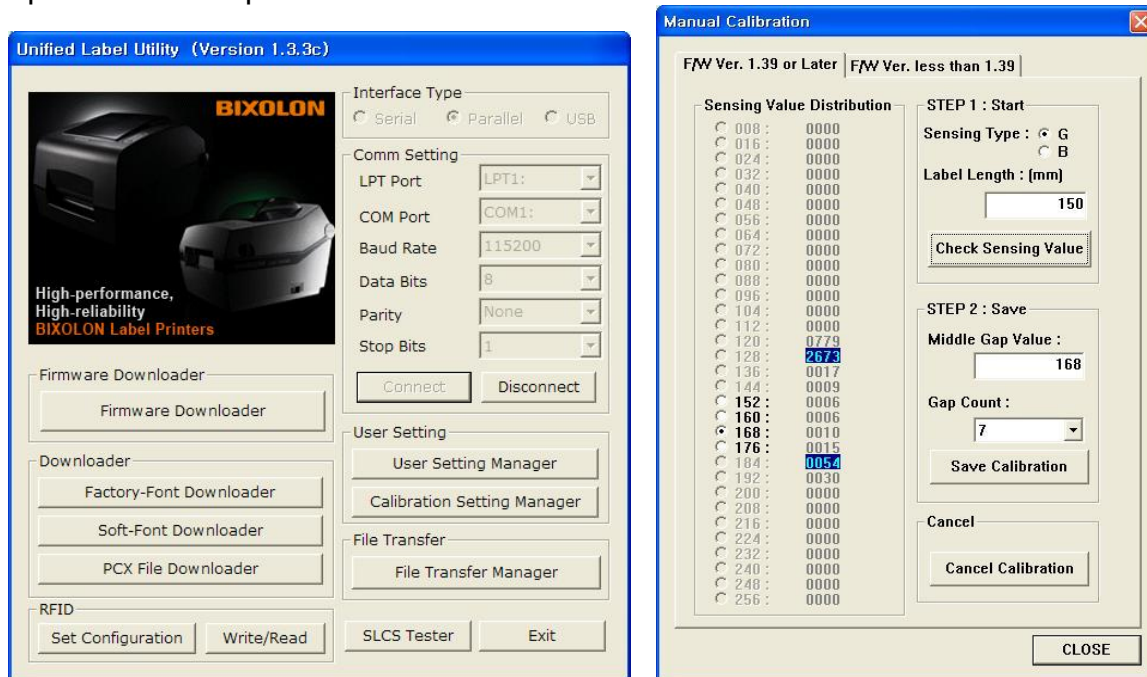 Unified Label Utility (Version 1.3.3c)
BIXOLON
High-performance,
High-reliability
BIXOLON Label Printers
Interface Type
Serial Parallel USB
Comm Setting
LPT Port LPT1:
COM Port COM1:
Baud Rate 115200
Data Bits 8
Parity None
Stop Bits 1
Connect Disconnect
Firmware Downloader
Firmware Downloader
Downloader
Factory-Font Downloader
Soft-Font Downloader
PCX File Downloader
RFID
Set Configuration Write/Read
User Setting
User Setting Manager
Calibration Setting Manager
File Transfer
File Transfer Manager
SLCS Tester Exit
Manual Calibration
F/W Ver. 1.39 or Later F/W Ver. less than 1.39
Sensing Value Distribution
008 : 0000
016 : 0000
024 : 0000
032 : 0000
040 : 0000
048 : 0000
056 : 0000
064 : 0000
072 : 0000
080 : 0000
088 : 0000
096 : 0000
104 : 0000
112 : 0000
120 : 0779
128 : 2673
136 : 0017
144 : 0009
152 : 0006
160 : 0006
168 : 0010
176 : 0015
184 : 0054
192 : 0030
200 : 0000
208 : 0000
216 : 0000
224 : 0000
232 : 0000
240 : 0000
248 : 0000
256 : 0000
STEP 1 : Start
Sensing Type : G
B
Label Length : (mm)
150
Check Sensing Value
STEP 2 : Save
Middle Gap Value :
168
Gap Count :
7
Save Calibration
Cancel
Cancel Calibration
CLOSE